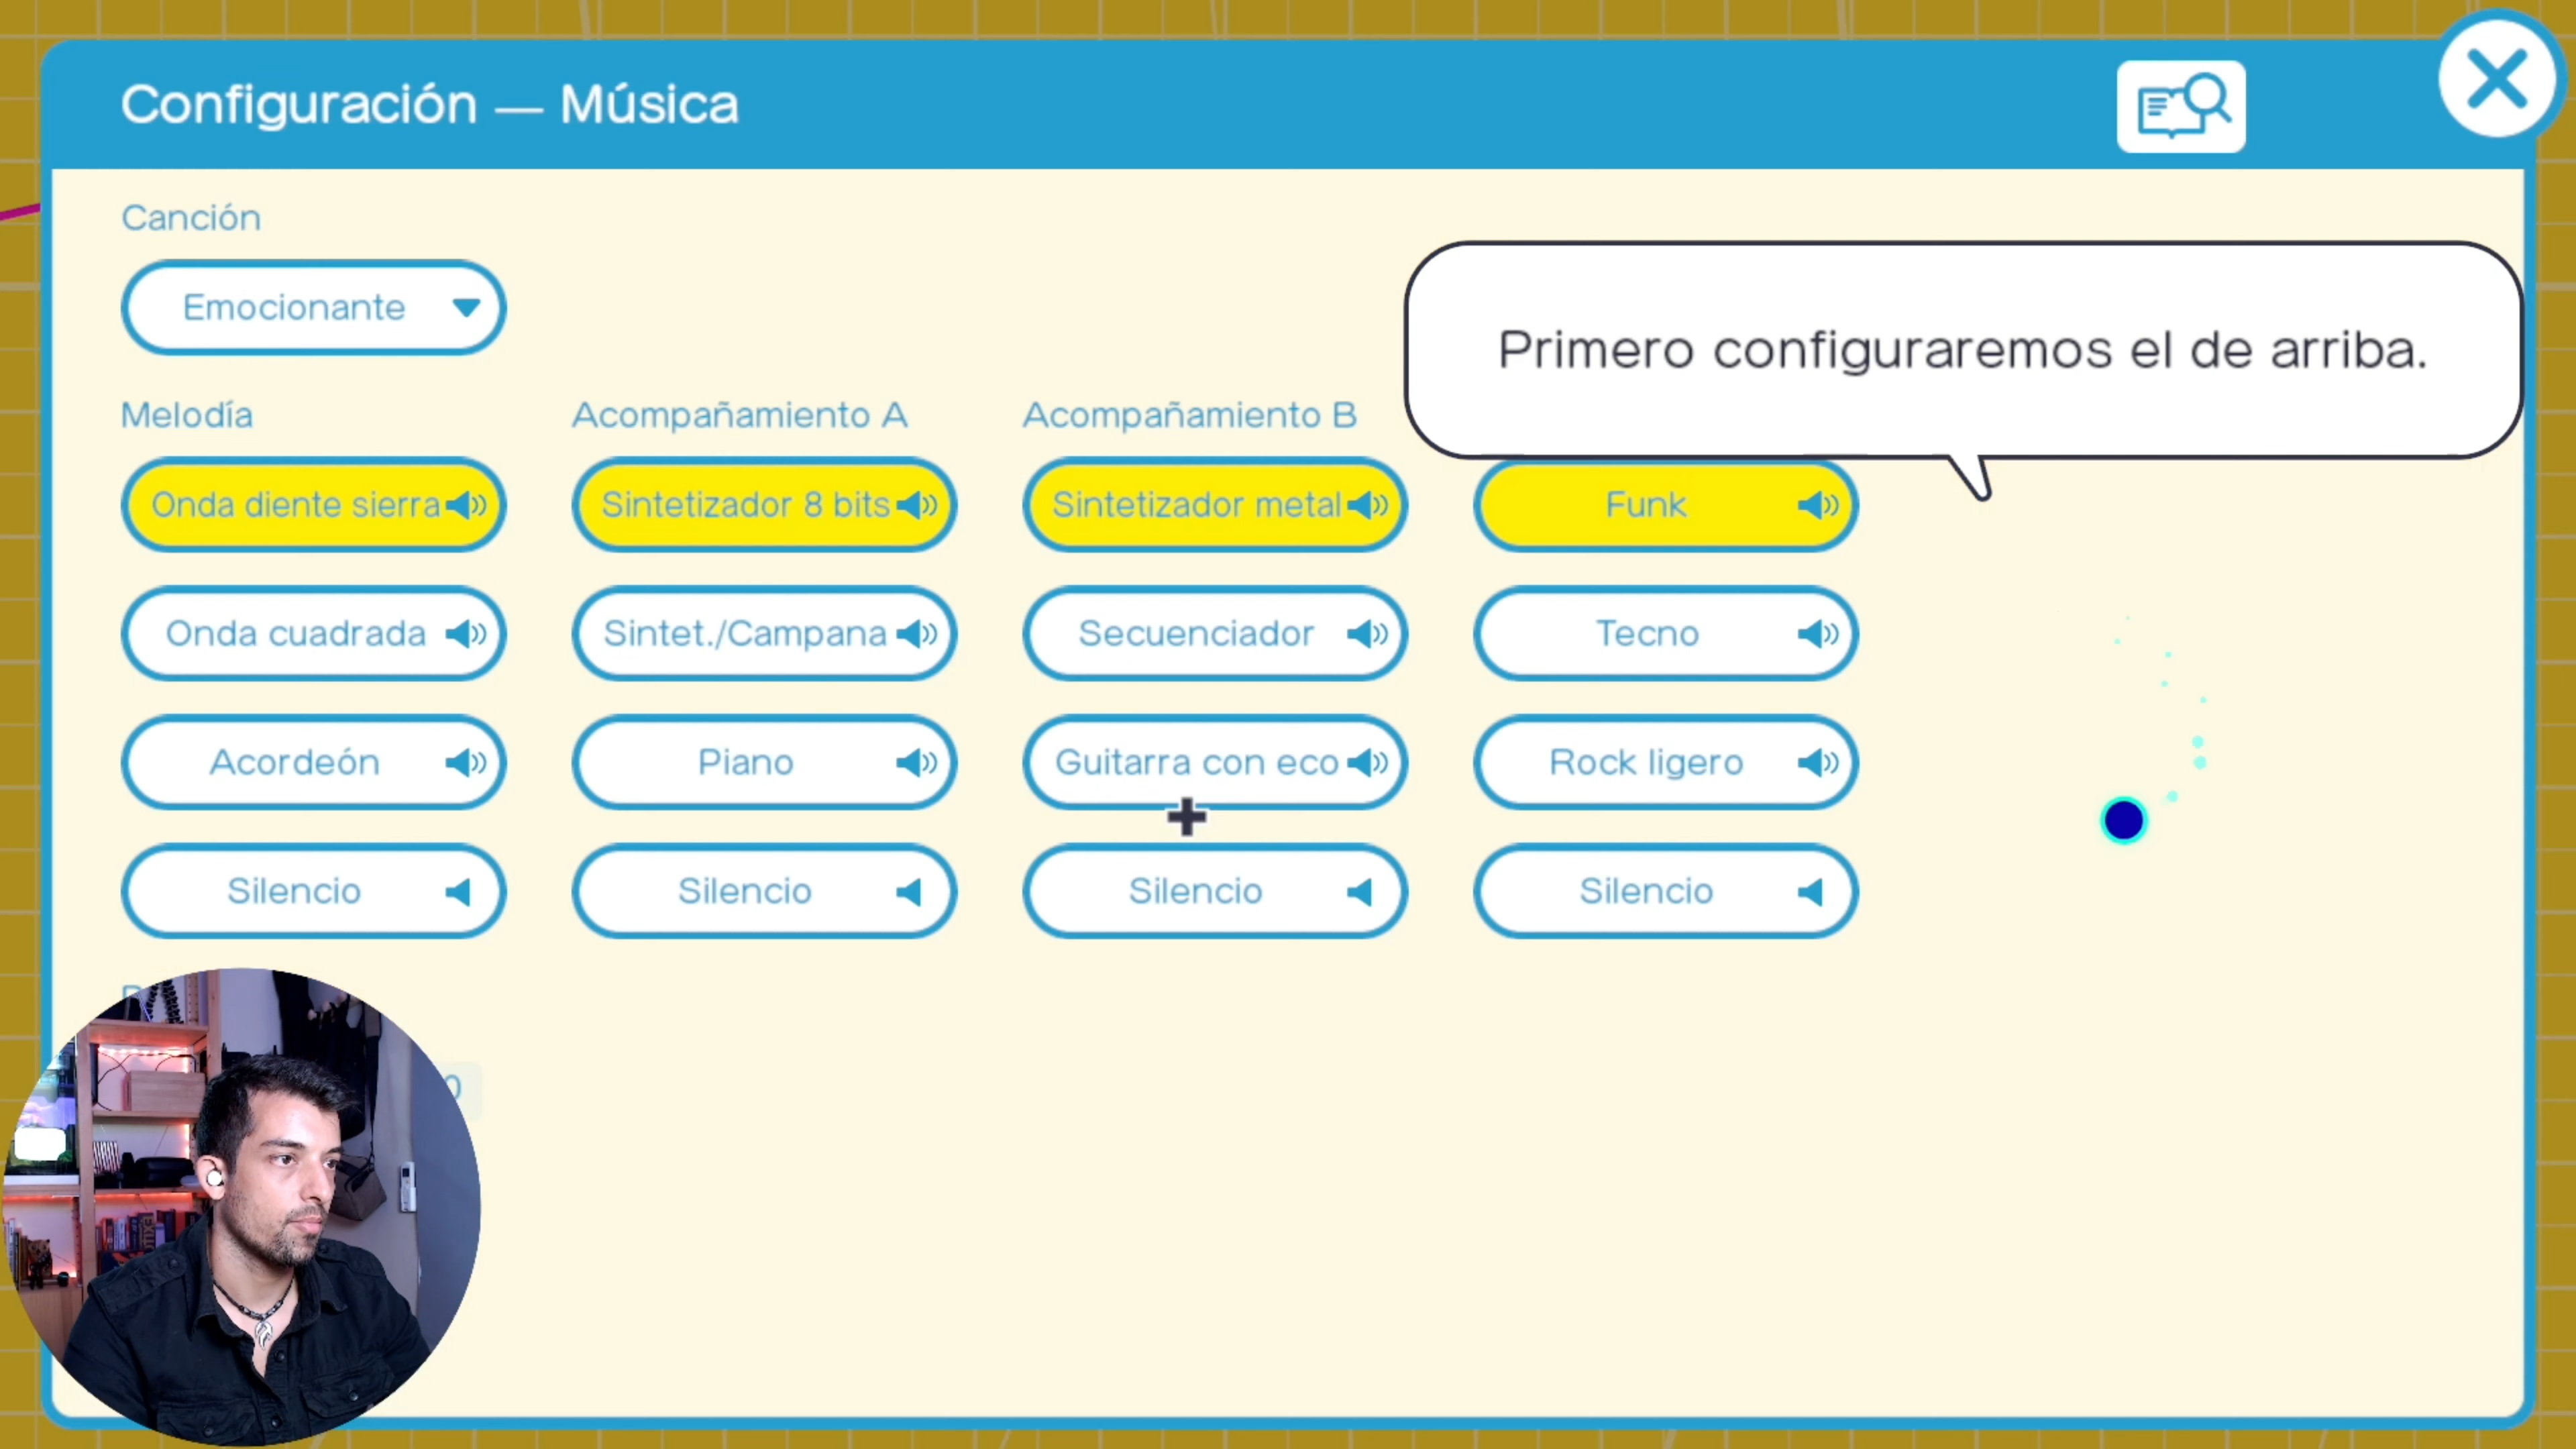 Configuración — Música
Canción
Emocionante
Primero configuraremos el de arriba.
Melodía
Acompañamiento A
Acompañamiento B
Onda diente sierra
Sintetizador 8 bits
Sintetizador metal
Funk
Onda cuadrada
Sintet./Campana
Secuenciador
Tecno
Acordeón
Piano
Guitarra con eco
Rock ligero
Silencio
Silencio
Silencio
Silencio